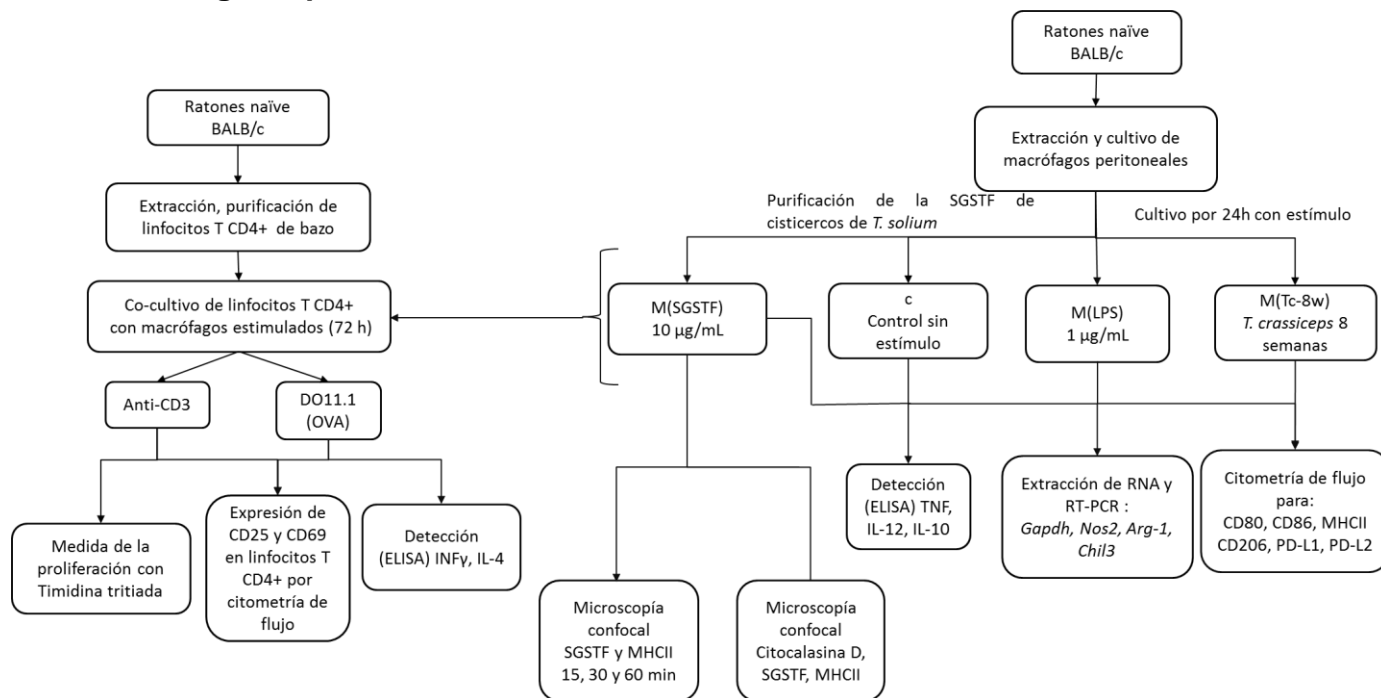 Ratones naïve
BALB/c
Extracción y cultivo de
macrófagos peritoneales
Purificación de la SGSTF de
cisticercos de T. solium
Cultivo por 24h con estímulo
Ratones naïve
BALB/c
Extracción, purificación de
linfocitos T CD4+ de bazo
Co-cultivo de linfocitos T CD4+
con macrófagos estimulados (72 h)
M(SGSTF)
10 µg/mL
c
Control sin
estímulo
M(LPS)
1 µg/mL
M(Tc-8w)
T. crassiceps 8
semanas
Anti-CD3
DO11.1
(OVA)
Medida de la
proliferación con
Timidina tritiada
Expresión de
CD25 y CD69
en linfocitos T
CD4+ por
citometría de
flujo
Detección
(ELISA) INFγ, IL-4
Microscopía
confocal
SGSTF y MHCII
15, 30 y 60 min
Microscopía
confocal
Citocalasina D,
SGSTF, MHCII
Detección
(ELISA) TNF,
IL-12, IL-10
Extracción de RNA y
RT-PCR :
Gapdh, Nos2, Arg-1,
Chil3
Citometría de flujo
para:
CD80, CD86, MHCII
CD206, PD-L1, PD-L2